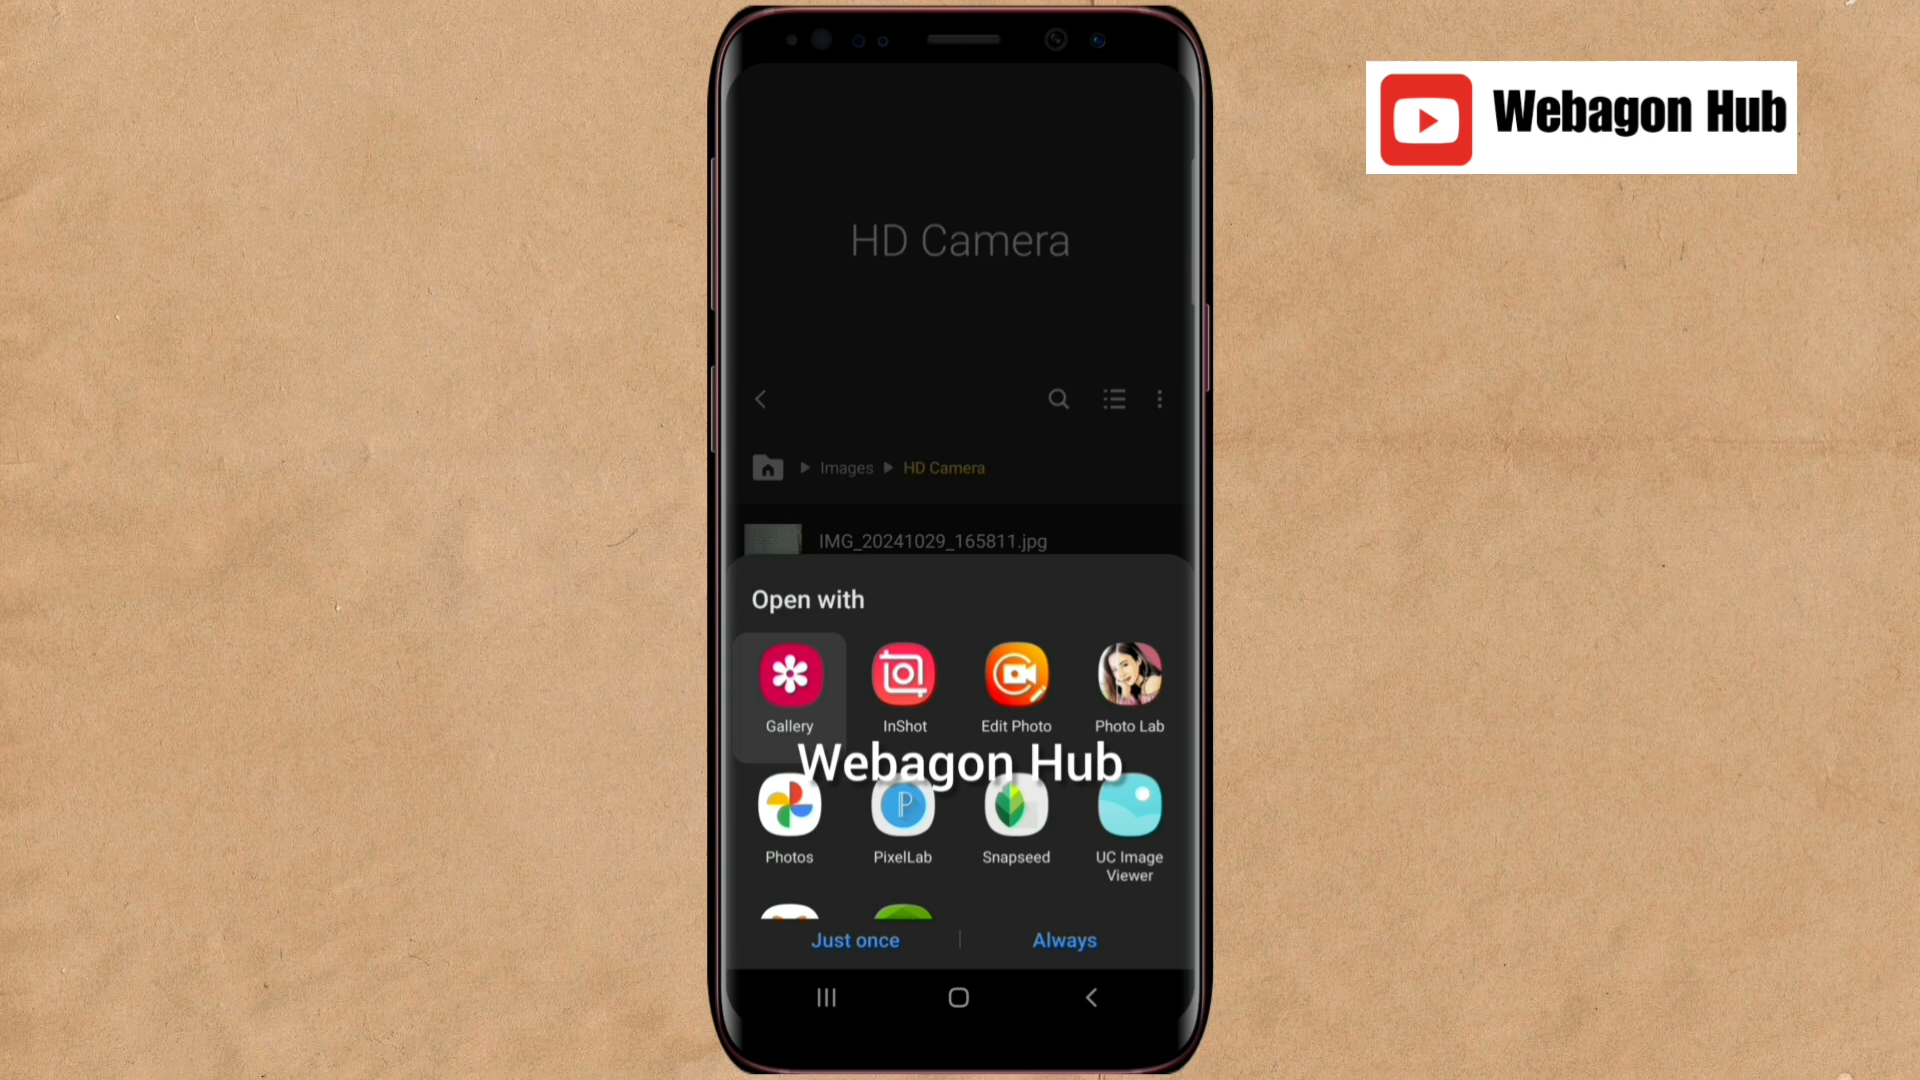 Webagon Hub
HD Camera
Images HD Camera
IMG_20241029_165811.jpg
Open with
Gallery InShot Edit Photo Photo Lab
Webagon Hub
Photos PixelLab Snapseed UC Image Viewer
Just once Always